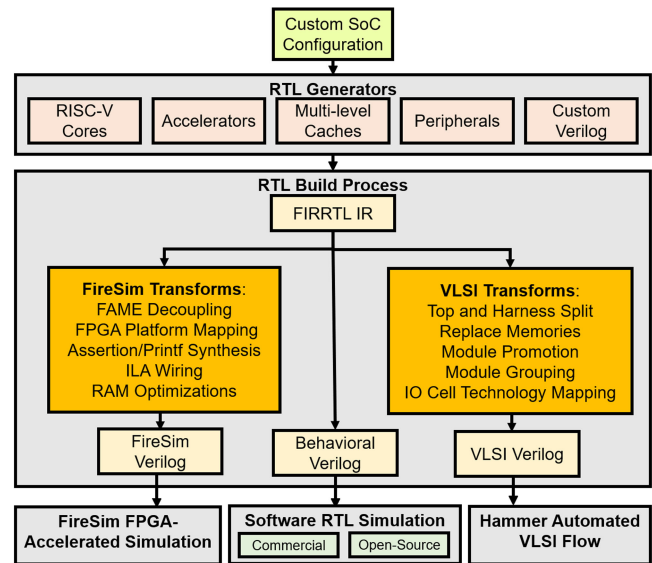 Custom SoC
Configuration
RTL Generators
RISC-V
Cores
Accelerators
Multi-level
Caches
Peripherals
Custom
Verilog
RTL Build Process
FIRRTL IR
FireSim Transforms:
FAME Decoupling
FPGA Platform Mapping
Assertion/Printf Synthesis
ILA Wiring
RAM Optimizations
VLSI Transforms:
Top and Harness Split
Replace Memories
Module Promotion
Module Grouping
IO Cell Technology Mapping
FireSim
Verilog
Behavioral
Verilog
VLSI Verilog
FireSim FPGA-
Accelerated Simulation
Software RTL Simulation
Commercial
Open-Source
Hammer Automated
VLSI Flow